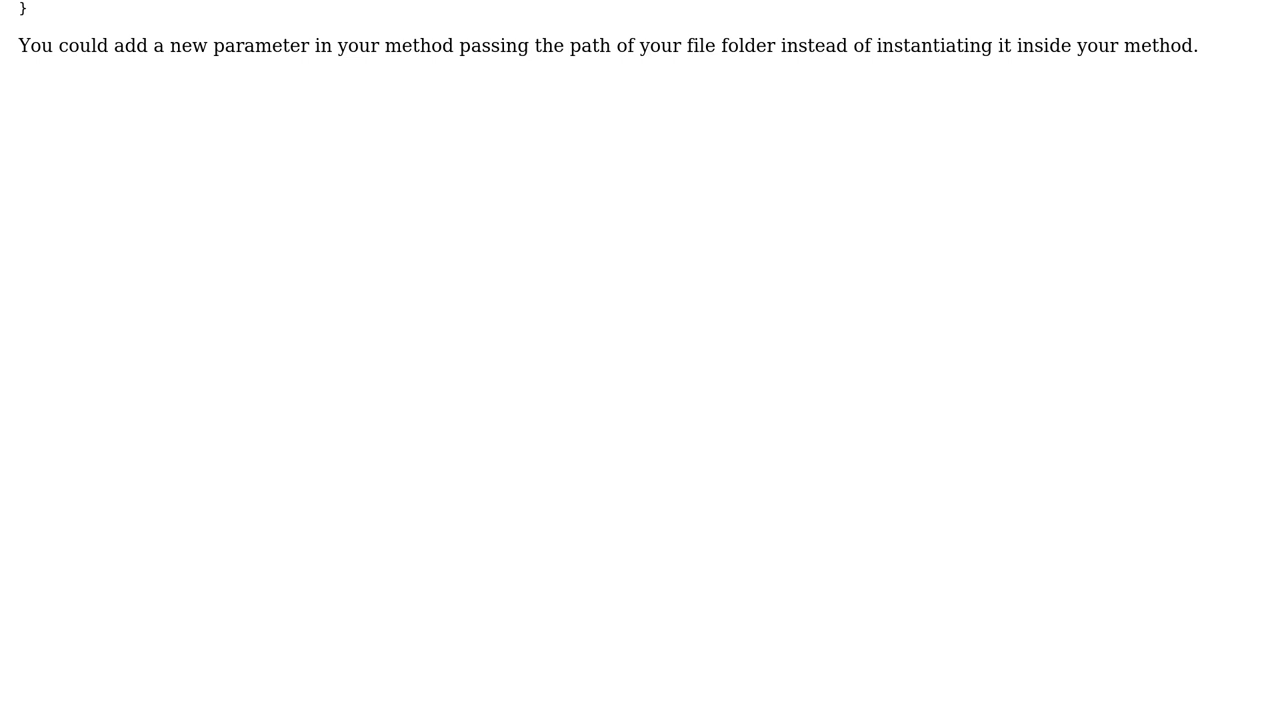 }
You could add a new parameter in your method passing the path of your file folder instead of instantiating it inside your method.